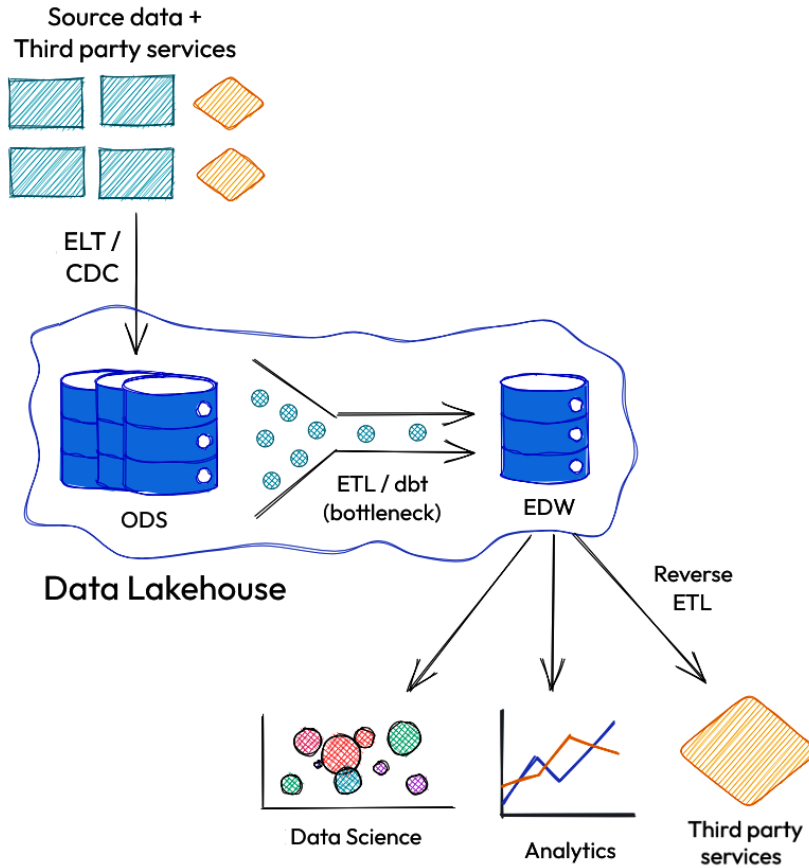 Source data +
Third party services
ELT /
CDC
ODS
ETL / dbt
(bottleneck)
EDW
Data Lakehouse
Reverse
ETL
Data Science
Analytics
Third party
services